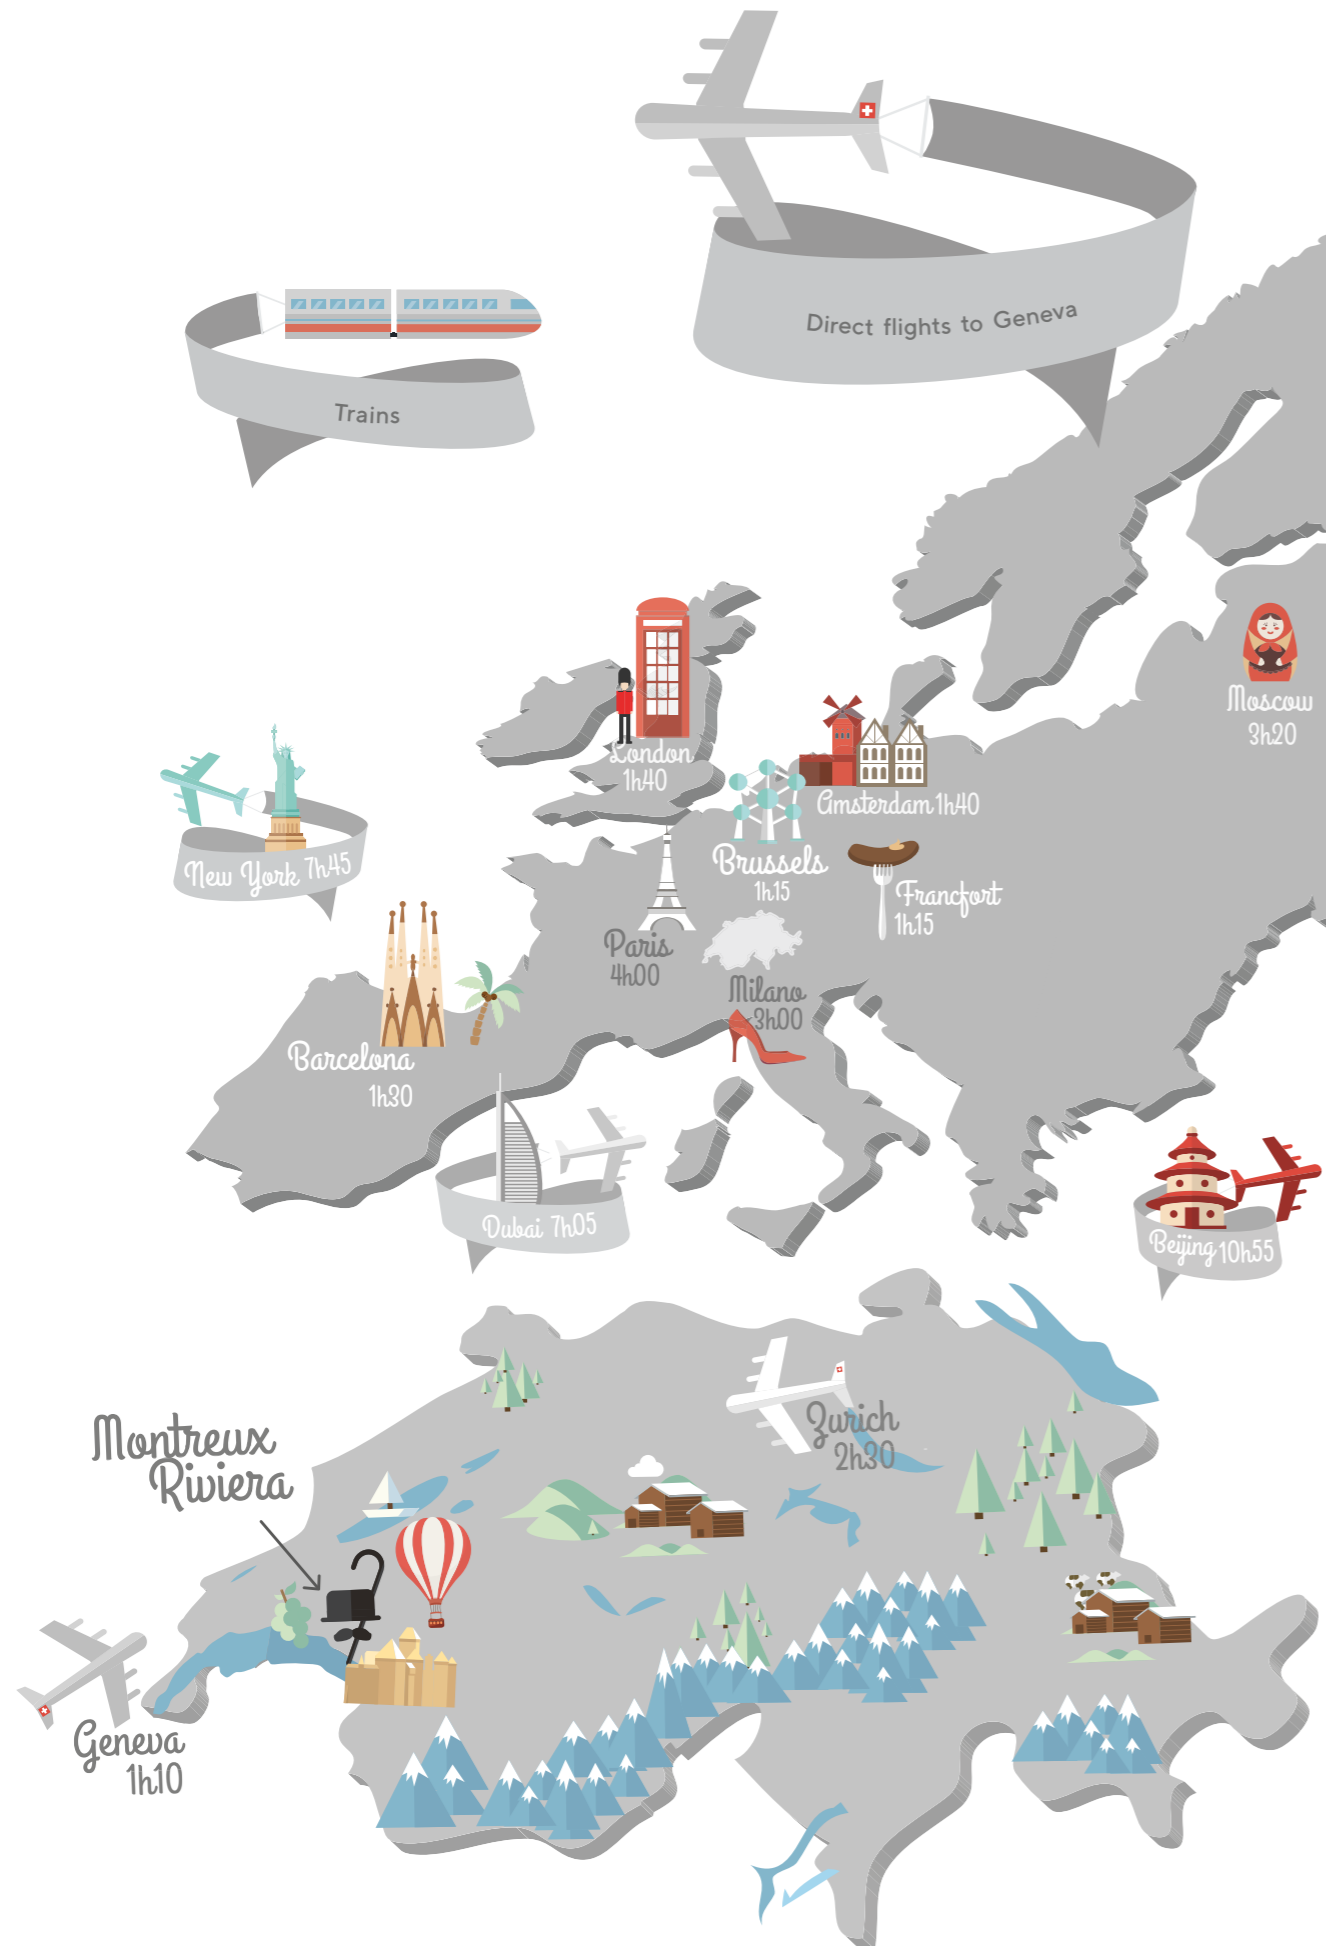 Direct flights to Geneva
Trains
Moscow
3h20
London
1h40
Amsterdam 1h40
New York 7h45
Brussels
1h15
Francfort
1h15
Paris
4h00
Milano
3h00
Barcelona
1h30
Dubai 7h05
Beijing 10h55
Montreux
Riviera
Zurich
2h30
Geneva
1h10